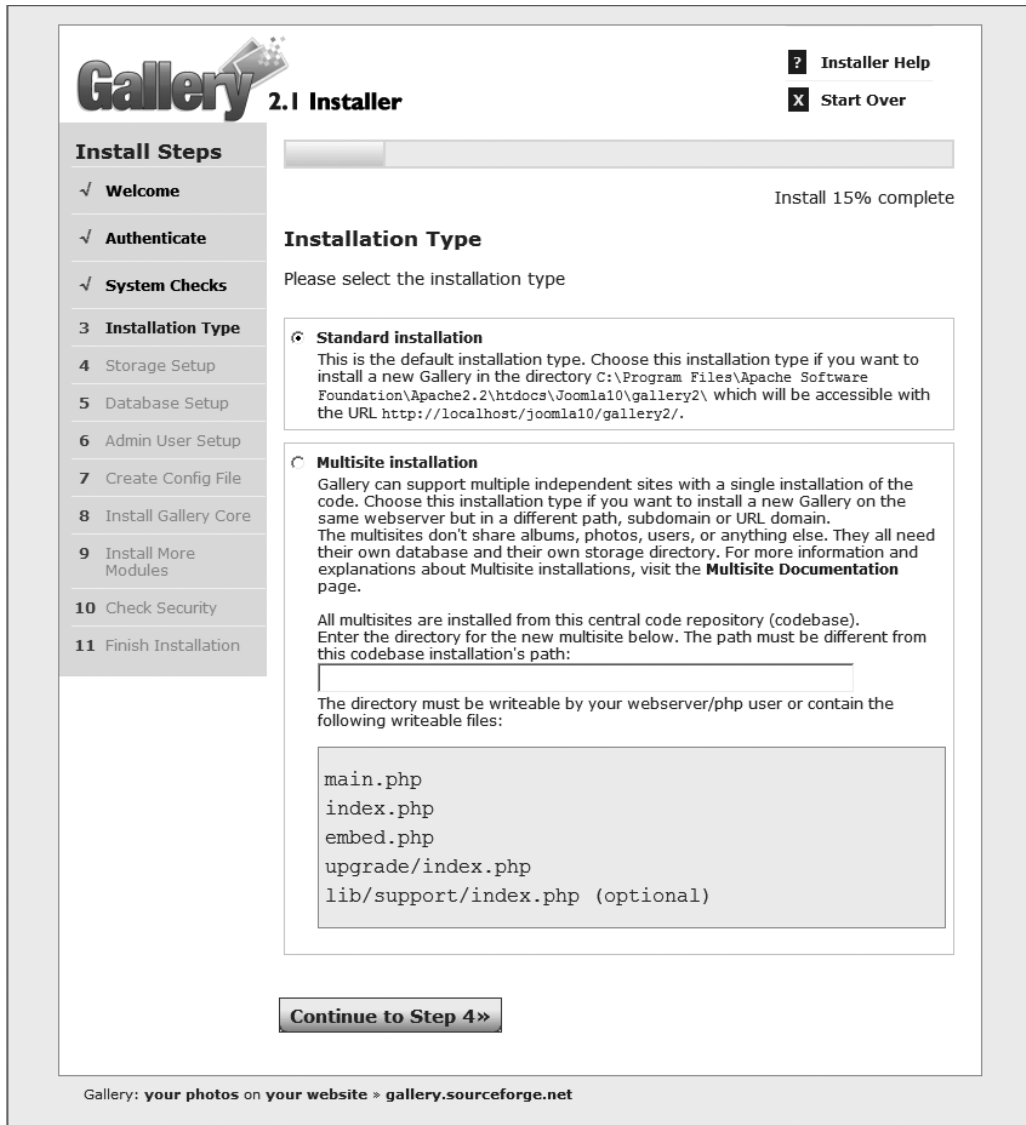 Gallery 2.1 Installer
? Installer Help
X Start Over
Install Steps
√ Welcome
√ Authenticate
√ System Checks
3 Installation Type
4 Storage Setup
5 Database Setup
6 Admin User Setup
7 Create Config File
8 Install Gallery Core
9 Install More
Modules
10 Check Security
11 Finish Installation
Install 15% complete
Installation Type
Please select the installation type
Standard installation
This is the default installation type. Choose this installation type if you want to
install a new Gallery in the directory C:\Program Files\Apache Software
Foundation\Apache2.2\htdocs\Joomla10\gallery2\ which will be accessible with
the URL http://localhost/joomla10/gallery2/.
Multisite installation
Gallery can support multiple independent sites with a single installation of the
code. Choose this installation type if you want to install a new Gallery on the
same webserver but in a different path, subdomain or URL domain.
The multisites don't share albums, photos, users, or anything else. They all need
their own database and their own storage directory. For more information and
explanations about Multisite installations, visit the Multisite Documentation
page.
All multisites are installed from this central code repository (codebase).
Enter the directory for the new multisite below. The path must be different from
this codebase installation's path:
The directory must be writeable by your webserver/php user or contain the
following writeable files:
main.php
index.php
embed.php
upgrade/index.php
lib/support/index.php (optional)
Continue to Step 4»
Gallery: your photos on your website » gallery.sourceforge.net